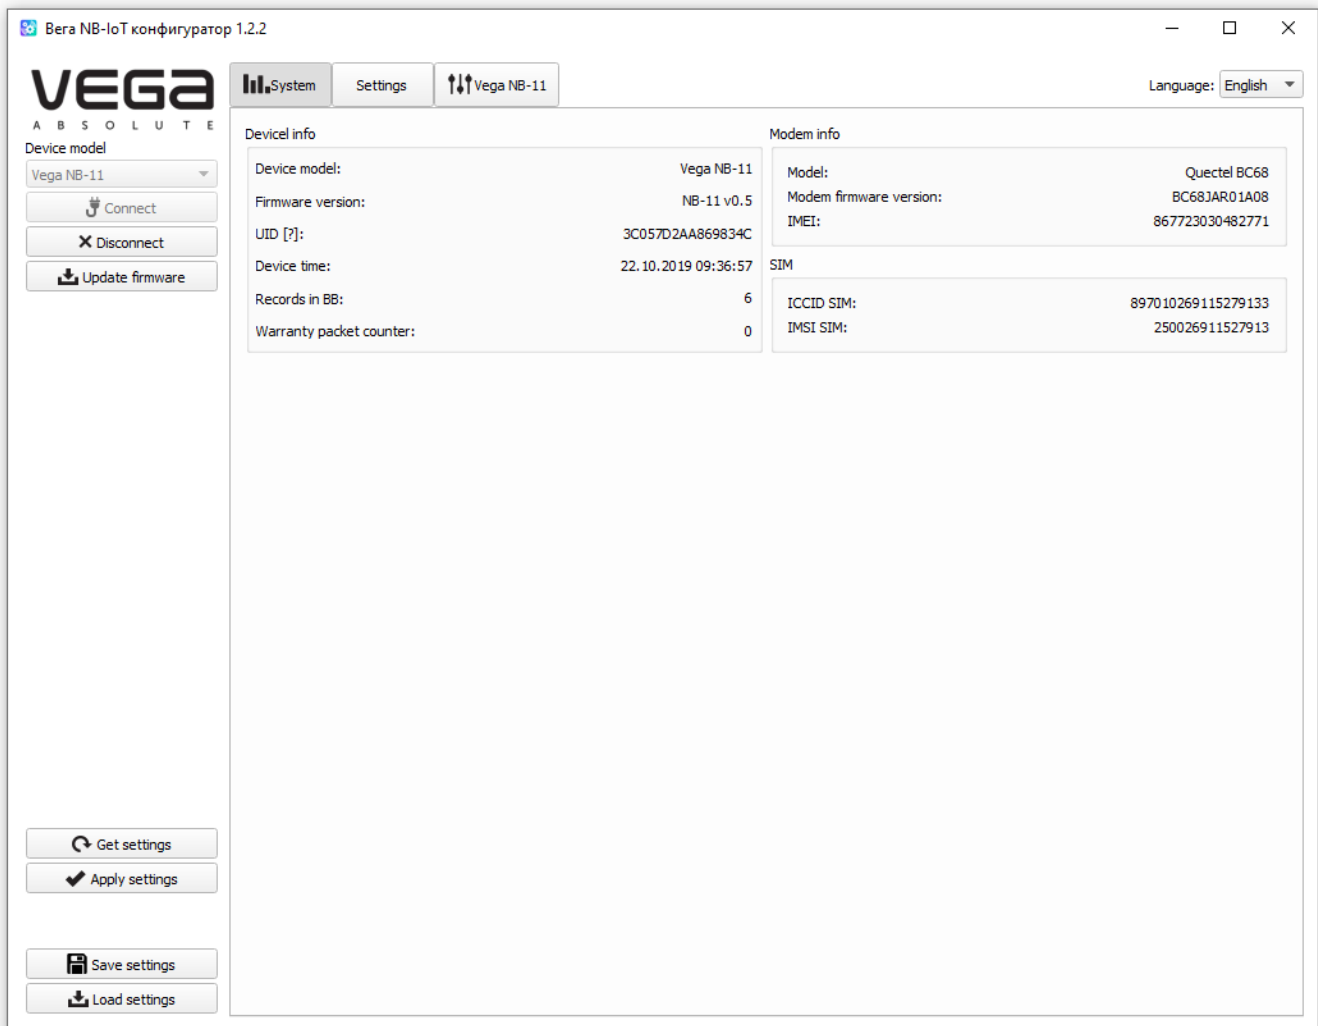 Вега NB-IoT конфигуратор 1.2.2
VEGA
ABSOLUTE
Device model
Vega NB-11
Connect
Disconnect
Update firmware
Get settings
Apply settings
Save settings
Load settings
System
Settings
Vega NB-11
Language: English
Devicel info
Device model: Vega NB-11
Firmware version: NB-11 v0.5
UID [?]: 3C057D2AA869834C
Device time: 22.10.2019 09:36:57
Records in BB: 6
Warranty packet counter: 0
Modem info
Model: Quectel BC68
Modem firmware version: BC68JAR01A08
IMEI: 867723030482771
SIM
ICCID SIM: 897010269115279133
IMSI SIM: 250026911527913